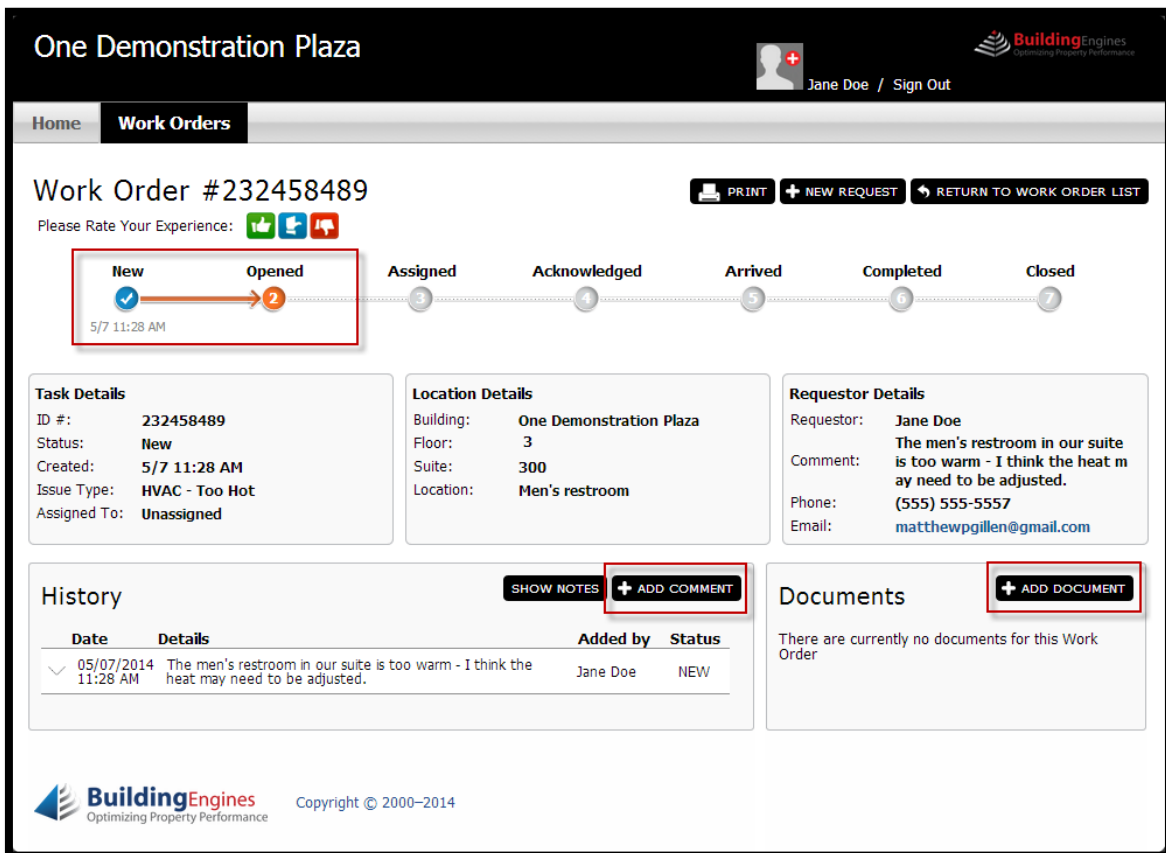 One Demonstration Plaza
BuildingEngines
Optimizing Property Performance
Jane Doe / Sign Out
Home Work Orders
Work Order #232458489
PRINT NEW REQUEST RETURN TO WORK ORDER LIST
Please Rate Your Experience:
New Opened Assigned Acknowledged Arrived Completed Closed
2 3 4 5 6 7
5/7 11:28 AM
Task Details
ID #: 232458489
Status: New
Created: 5/7 11:28 AM
Issue Type: HVAC - Too Hot
Assigned To: Unassigned
Location Details
Building: One Demonstration Plaza
Floor: 3
Suite: 300
Location: Men's restroom
Requestor Details
Requestor: Jane Doe
Comment: The men's restroom in our suite
is too warm - I think the heat m
ay need to be adjusted.
Phone: (555) 555-5557
Email: matthewpgillen@gmail.com
History
SHOW NOTES ADD COMMENT
Date Details Added by Status
05/07/2014 The men's restroom in our suite is too warm - I think the
11:28 AM heat may need to be adjusted.
Jane Doe NEW
Documents
ADD DOCUMENT
There are currently no documents for this Work
Order
BuildingEngines
Optimizing Property Performance
Copyright © 2000–2014